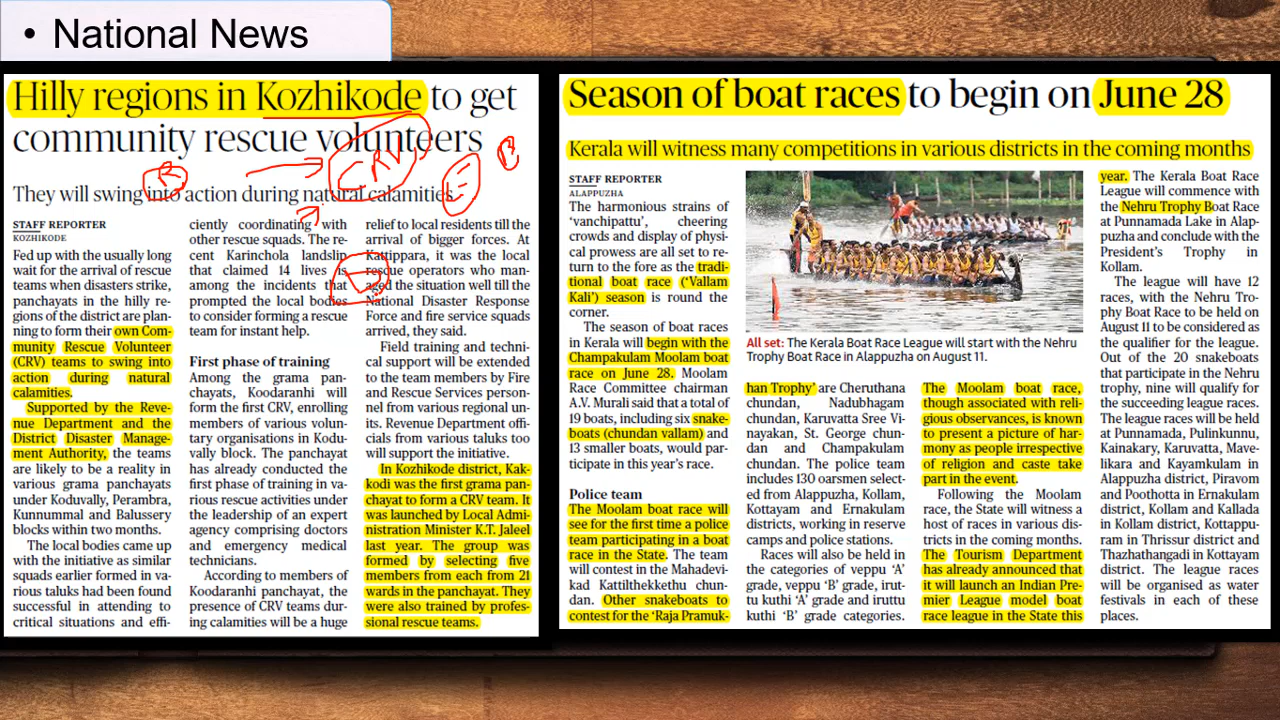 • National News
Hilly regions in Kozhikode to get
community rescue volunteers
They will swing into action during natural calamities
STAFF REPORTER
KOZHIKODE
Fed up with the usually long
wait for the arrival of rescue
teams when disasters strike,
panchayats in the hilly re-
gions of the district are plan-
ning to form their own Com-
munity Rescue Volunteer
(CRV) teams to swing into
action during natural
calamities.
Supported by the Reve-
nue Department and the
District Disaster Manage-
ment Authority, the teams
are likely to be a reality in
various grama panchayats
under Koduvally, Perambra,
Kunnummal and Balussery
blocks within two months.
The local bodies came up
with the initiative as similar
squads earlier formed in va-
rious taluks had been found
successful in attending to
critical situations and effi-
ciently coordinating with
other rescue squads. The re-
cent Karinchola landslip
that claimed 14 lives is
among the incidents that
prompted the local bodies
to consider forming a rescue
team for instant help.
First phase of training
Among the grama pan-
chayats, Koodaranhi will
form the first CRV, enrolling
members of various volun-
tary organisations in Kodu-
vally block. The panchayat
has already conducted the
first phase of training in va-
rious rescue activities under
the leadership of an expert
agency comprising doctors
and emergency medical
technicians.
According to members of
Koodaranhi panchayat, the
presence of CRV teams dur-
ing calamities will be a huge
relief to local residents till the
arrival of bigger forces. At
Kattippara, it was the local
rescue operators who man-
aged the situation well till the
National Disaster Response
Force and fire service squads
arrived, they said.
Field training and techni-
cal support will be extended
to the team members by Fire
and Rescue Services person-
nel from various regional un-
its. Revenue Department offi-
cials from various taluks too
will support the initiative.
In Kozhikode district, Kak-
kodi was the first grama pan-
chayat to form a CRV team. It
was launched by Local Admi-
nistration Minister K.T. Jaleel
last year. The group was
formed by selecting five
members from each from 21
wards in the panchayat. They
were also trained by profes-
sional rescue teams.
CRV
R
Season of boat races to begin on June 28
Kerala will witness many competitions in various districts in the coming months
STAFF REPORTER
ALAPPUZHA
The harmonious strains of
‘vanchipattu’, cheering
crowds and display of physi-
cal prowess are all set to re-
turn to the fore as the tradi-
tional boat race (‘Vallam
Kali’) season is round the
corner.
The season of boat races
in Kerala will begin with the
Champakulam Moolam boat
race on June 28. Moolam
Race Committee chairman
A.V. Murali said that a total of
19 boats, including six snake-
boats (chundan vallam) and
13 smaller boats, would par-
ticipate in this year’s race.
Police team
The Moolam boat race will
see for the first time a police
team participating in a boat
race in the State. The team
will contest in the Mahadevi-
kad Kattilthekkethu chun-
dan. Other snakeboats to
contest for the ‘Raja Pramuk-
All set: The Kerala Boat Race League will start with the Nehru
Trophy Boat Race in Alappuzha on August 11.
han Trophy’ are Cheruthana
chundan, Nadubhagam
chundan, Karuvatta Sree Vi-
nayakan, St. George chun-
dan and Champakulam
chundan. The police team
includes 130 oarsmen select-
ed from Alappuzha, Kollam,
Kottayam and Ernakulam
districts, working in reserve
camps and police stations.
Races will also be held in
the categories of veppu ‘A’
grade, veppu ‘B’ grade, irut-
tu kuthi ‘A’ grade and iruttu
kuthi ‘B’ grade categories.
The Moolam boat race,
though associated with reli-
gious observances, is known
to present a picture of har-
mony as people irrespective
of religion and caste take
part in the event.
Following the Moolam
race, the State will witness a
host of races in various dis-
tricts in the coming months.
The Tourism Department
has already announced that
it will launch an Indian Pre-
mier League model boat
race league in the State this
year. The Kerala Boat Race
League will commence with
the Nehru Trophy Boat Race
at Punnamada Lake in Alap-
puzha and conclude with the
President’s Trophy in
Kollam.
The league will have 12
races, with the Nehru Tro-
phy Boat Race to be held on
August 11 to be considered as
the qualifier for the league.
Out of the 20 snakeboats
that participate in the Nehru
trophy, nine will qualify for
the succeeding league races.
The league races will be held
at Punnamada, Pulinkunnu,
Kainakary, Karuvatta, Mave-
likara and Kayamkulam in
Alappuzha district, Piravom
and Poothotta in Ernakulam
district, Kollam and Kallada
in Kollam district, Kottappu-
ram in Thrissur district and
Thazhathangadi in Kottayam
district. The league races
will be organised as water
festivals in each of these
places.